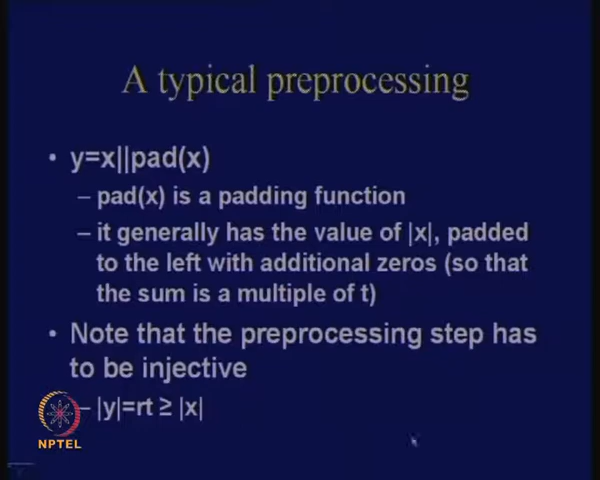 A typical preprocessing
• y=x||pad(x)
– pad(x) is a padding function
– it generally has the value of |x|, padded
to the left with additional zeros (so that
the sum is a multiple of t)
• Note that the preprocessing step has
to be injective
– |y|=rt ≥ |x|
NPTEL